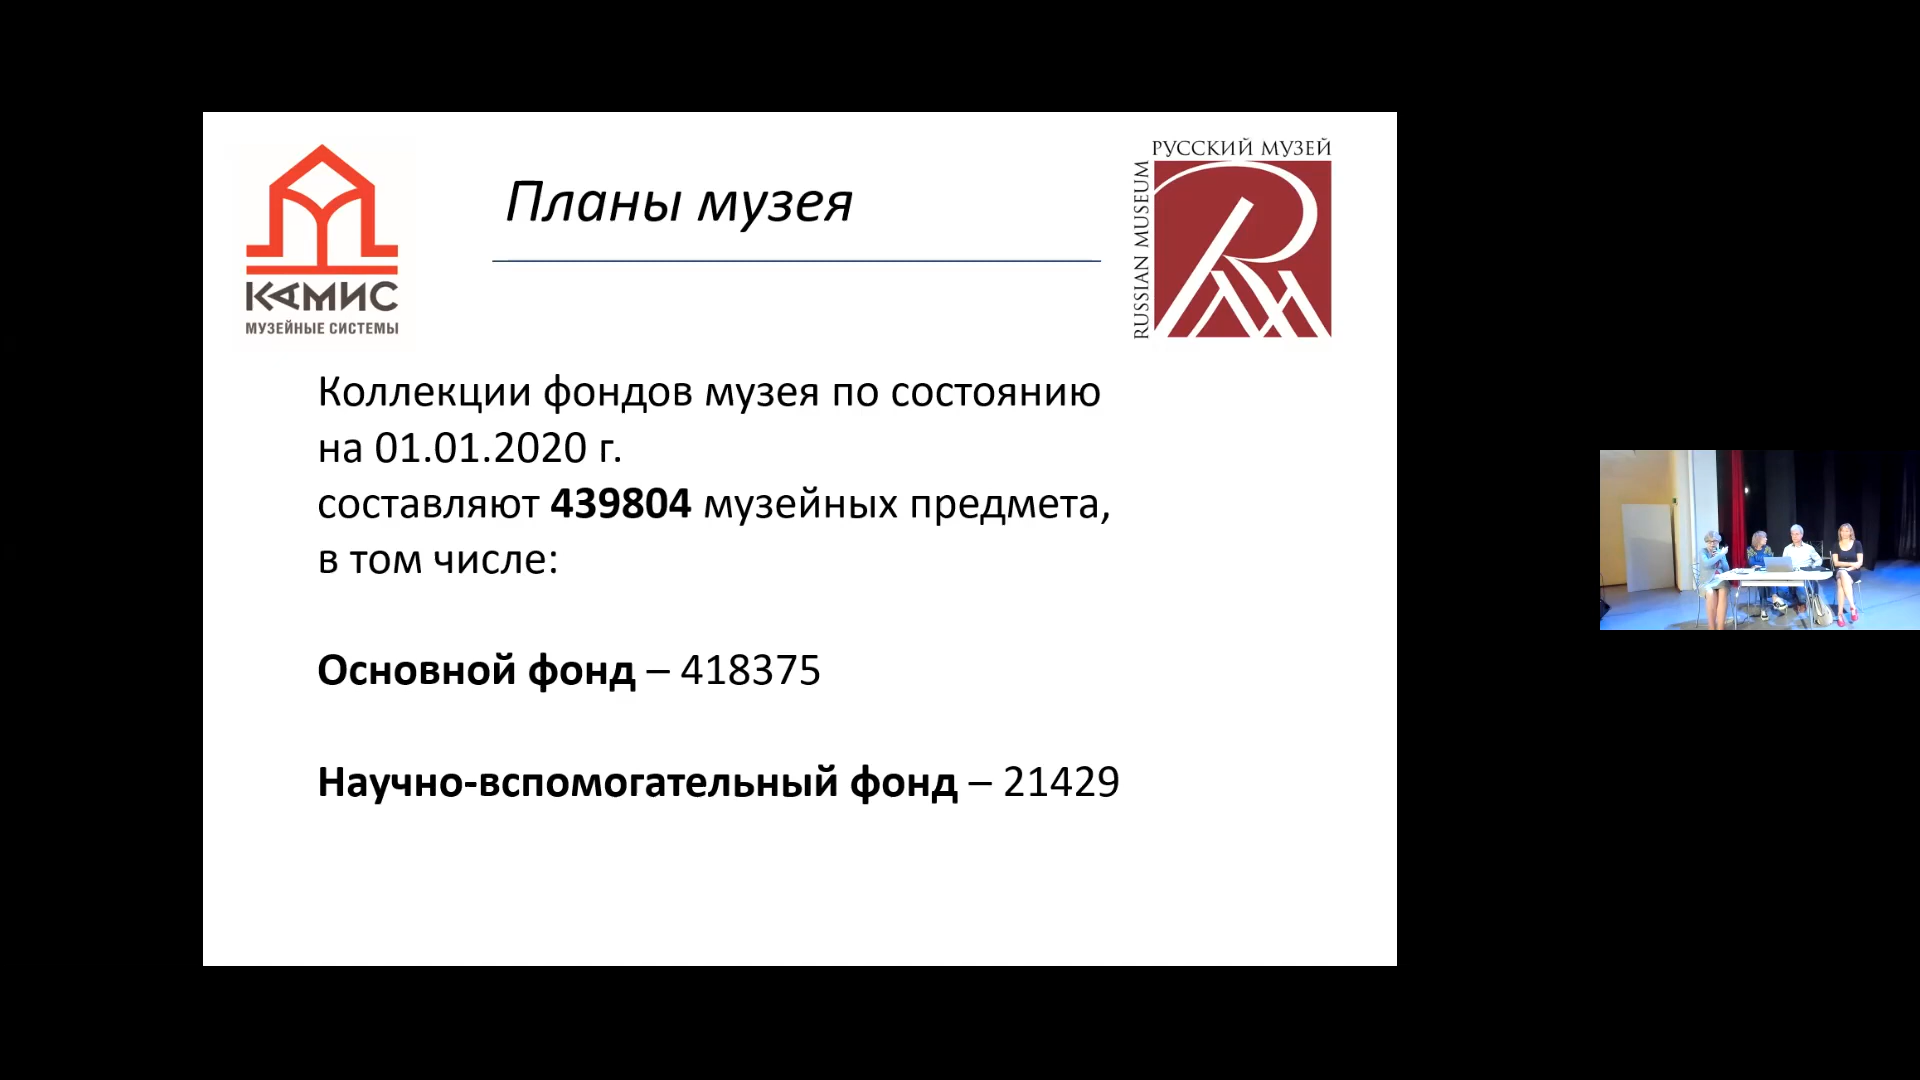 КАМИС
МУЗЕЙНЫЕ СИСТЕМЫ
Планы музея
РУССКИЙ МУЗЕЙ
RUSSIAN MUSEUM
Коллекции фондов музея по состоянию
на 01.01.2020 г.
составляют 439804 музейных предмета,
в том числе:
Основной фонд – 418375
Научно-вспомогательный фонд – 21429